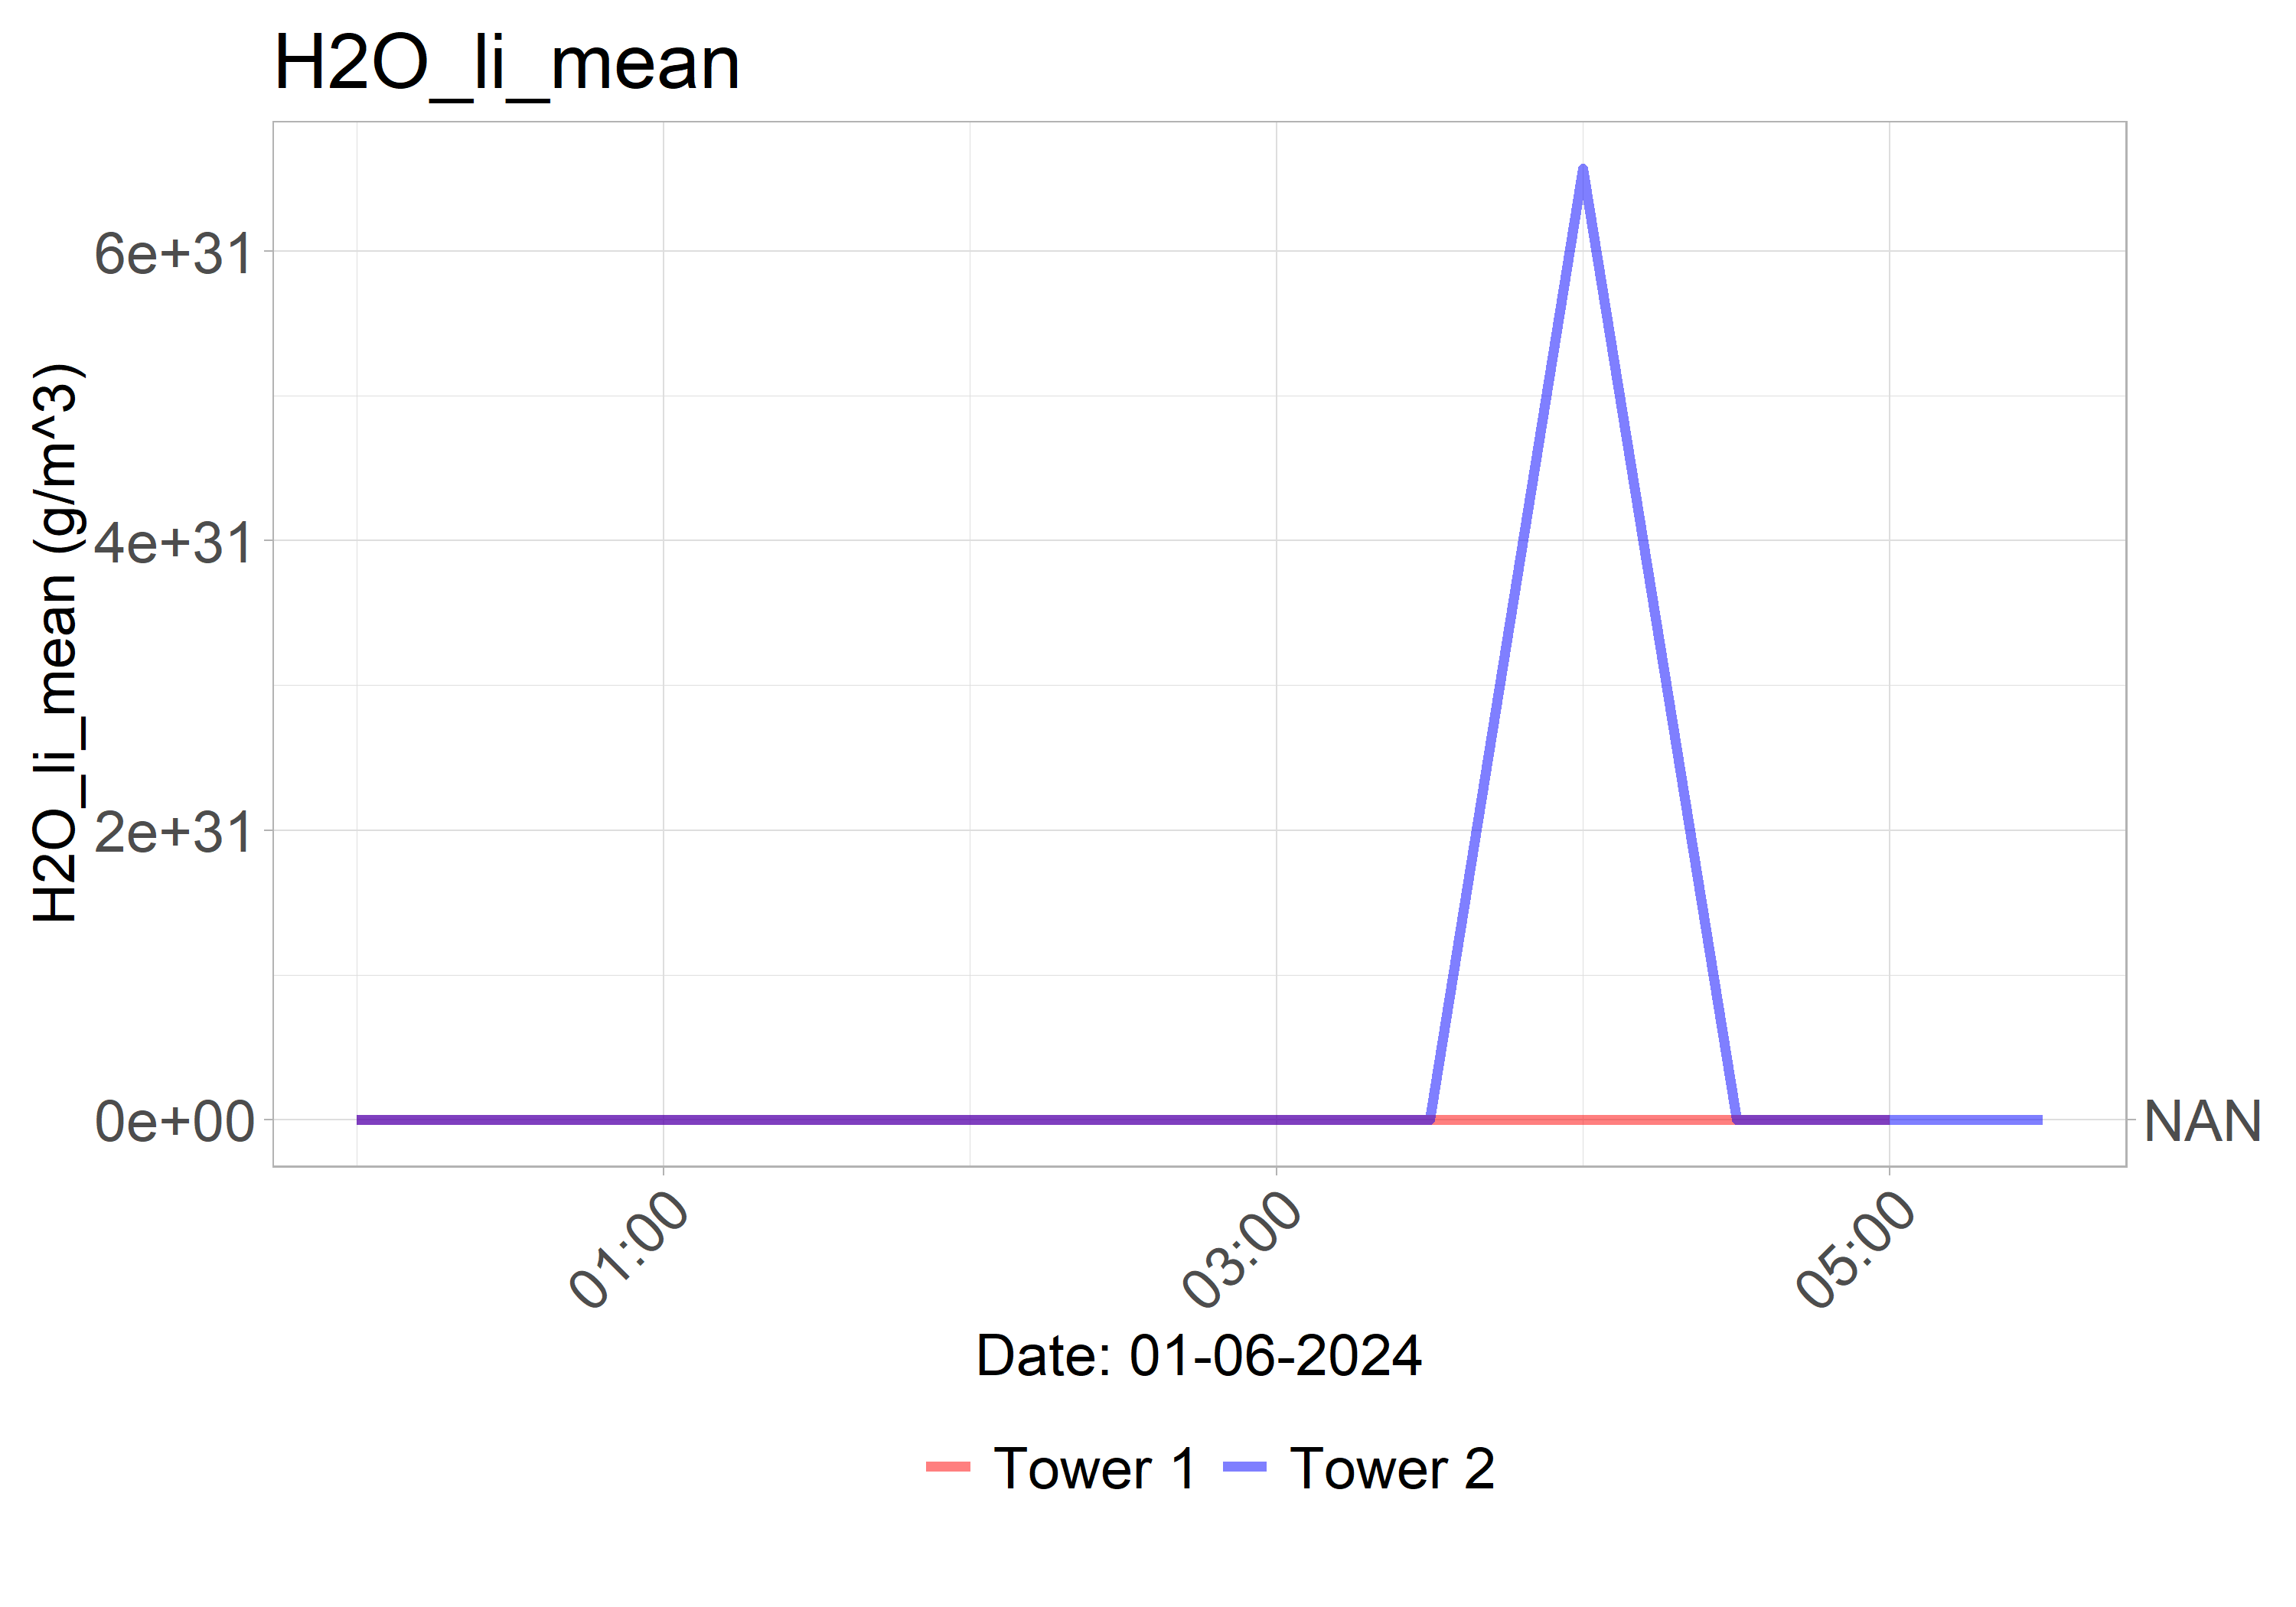 H2O_li_mean
H2O_li_mean (g/m^3)
6e+31
4e+31
2e+31
0e+00
NAN
01:00
03:00
05:00
Date: 01-06-2024
Tower 1
Tower 2